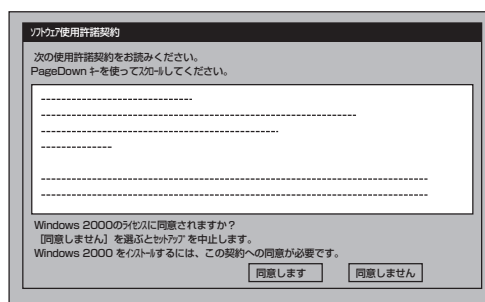 ｿﾌﾄｳｪｱ使用許諾契約
次の使用許諾契約をお読みください。
PageDown ｷｰを使ってｽｸﾛｰﾙしてください。
Windows 2000のﾗｲｾﾝｽに同意されますか？
［同意しません］を選ぶとｾｯﾄｱｯﾌﾟを中止します。
Windows 2000 をｲﾝｽﾄｰﾙするには、この契約への同意が必要です。
同意します 同意しません